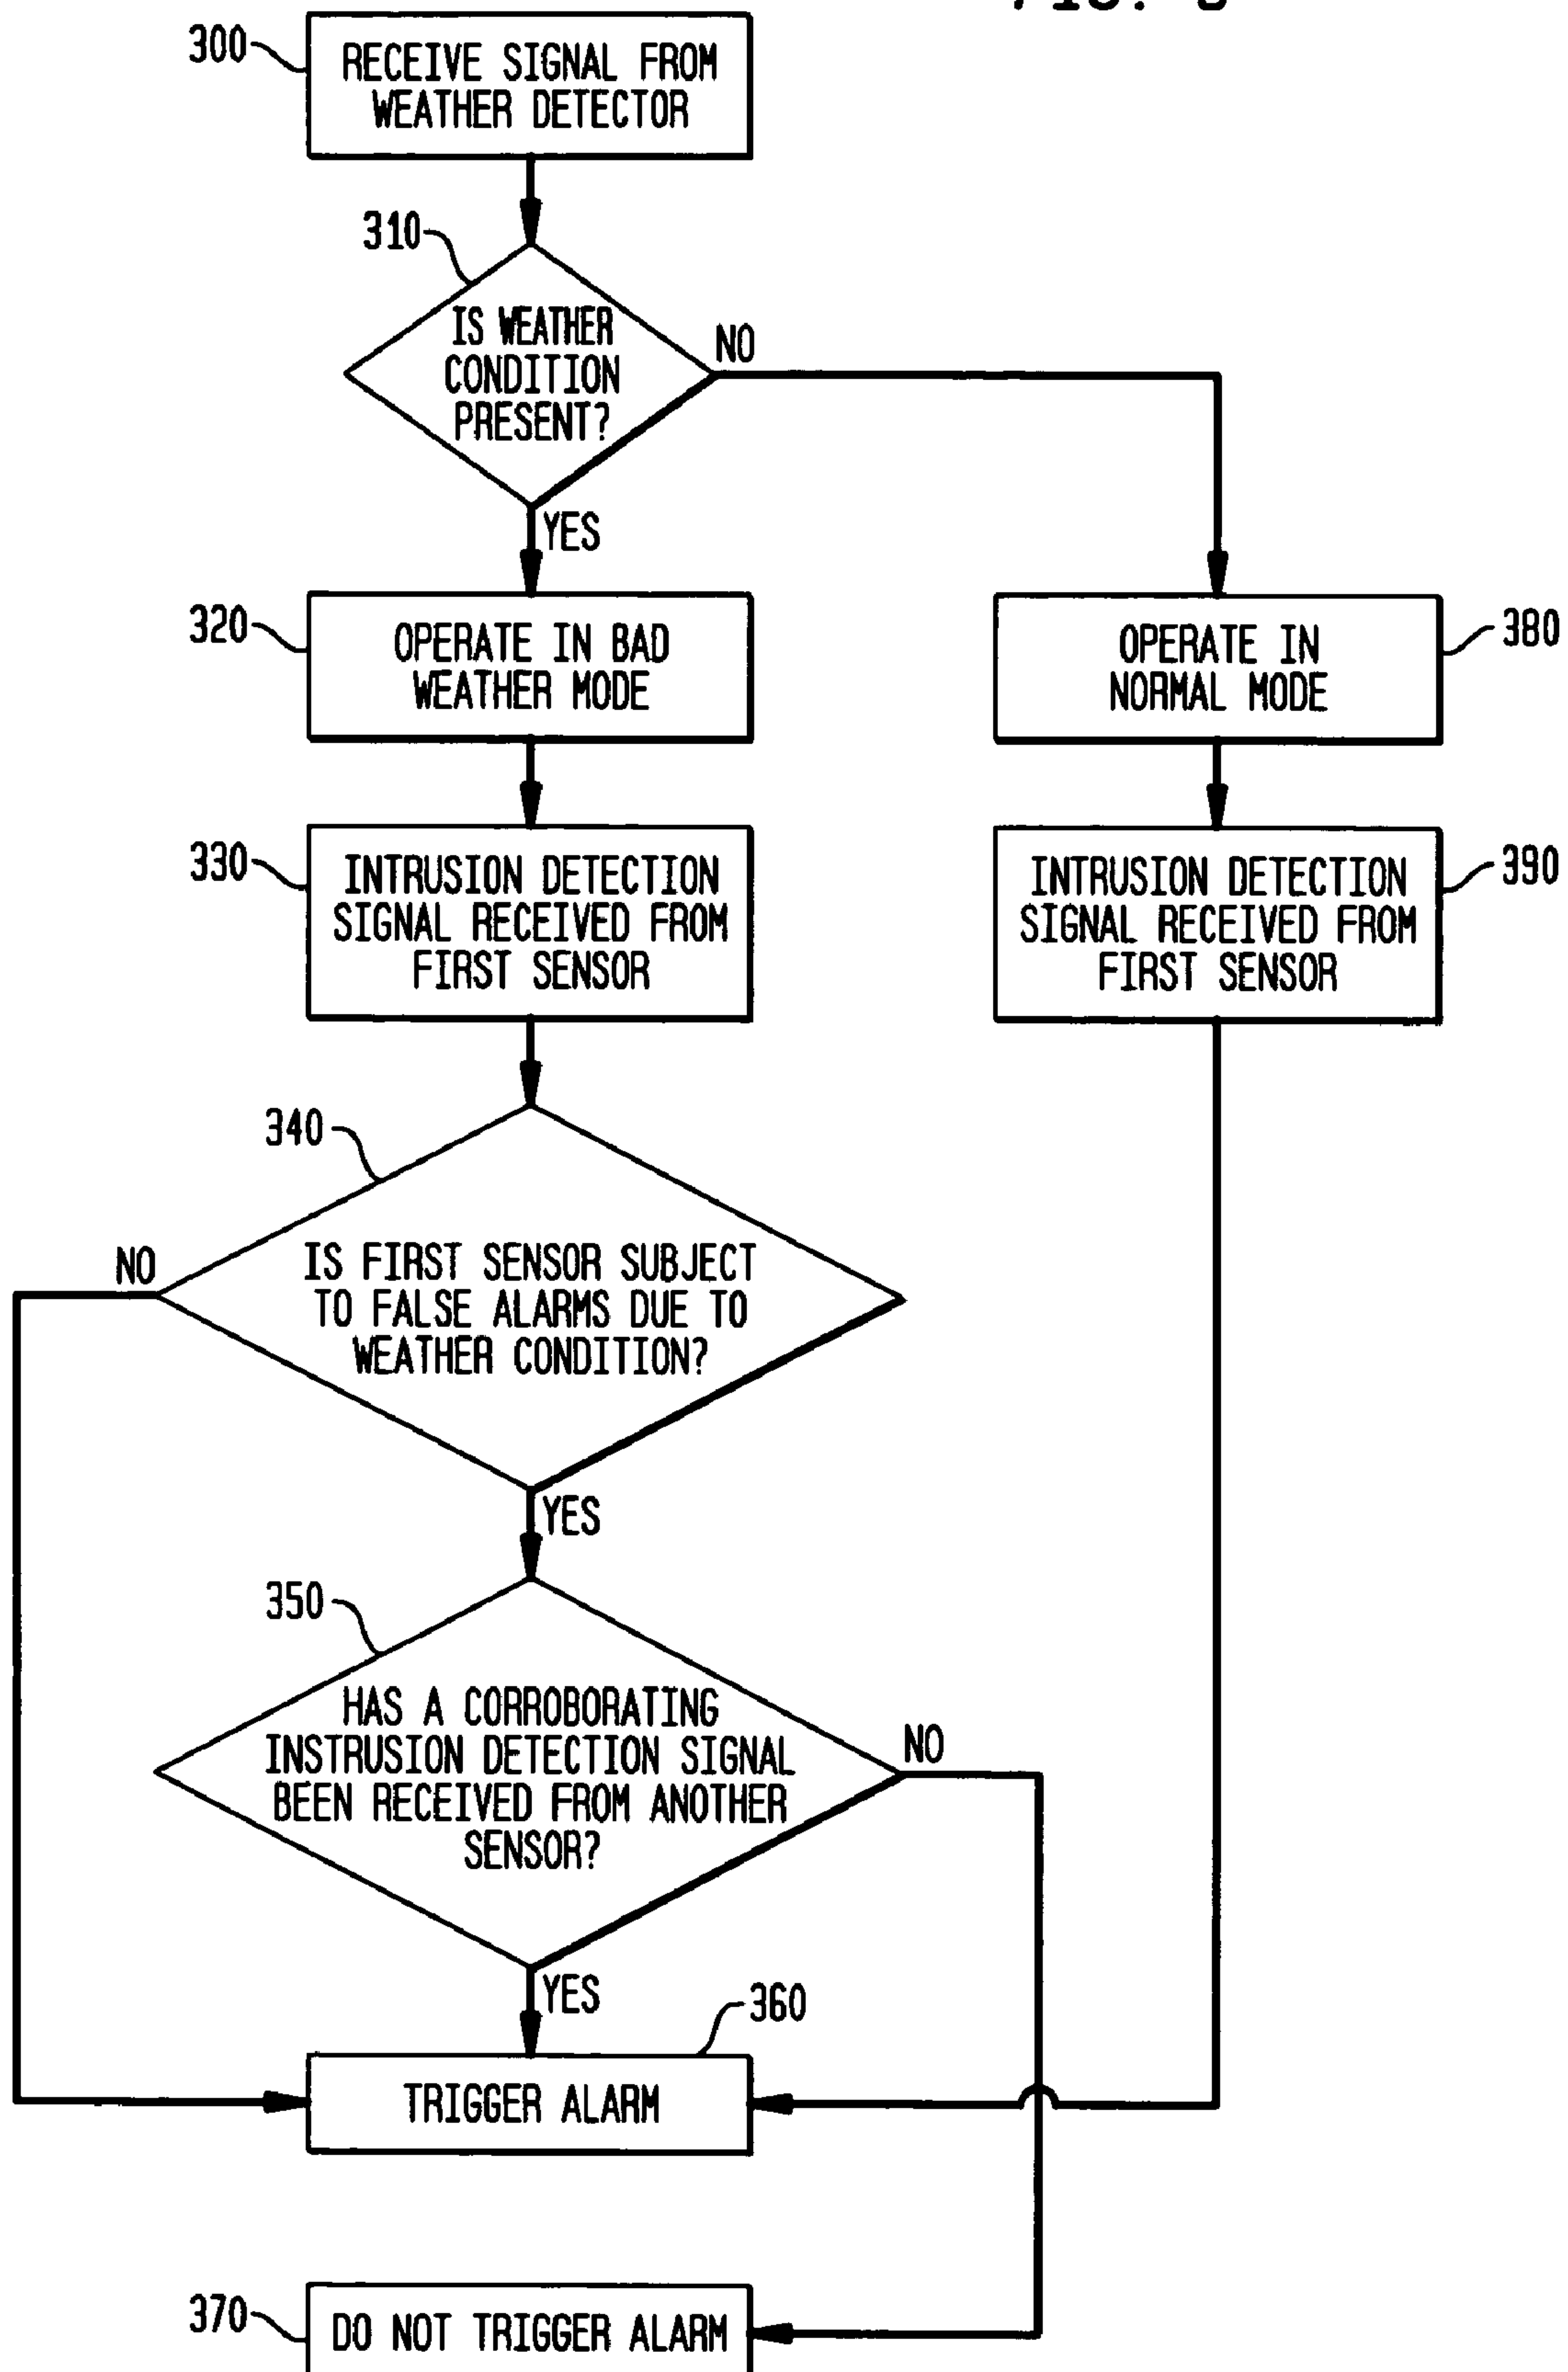 300
RECEIVE SIGNAL FROM
WEATHER DETECTOR
310
IS WEATHER
CONDITION
PRESENT?
NO
YES
320
OPERATE IN BAD
WEATHER MODE
OPERATE IN
NORMAL MODE
380
330
INTRUSION DETECTION
SIGNAL RECEIVED FROM
FIRST SENSOR
INTRUSION DETECTION
SIGNAL RECEIVED FROM
FIRST SENSOR
390
340
NO
IS FIRST SENSOR SUBJECT
TO FALSE ALARMS DUE TO
WEATHER CONDITION?
YES
350
HAS A CORROBORATING
INSTRUSION DETECTION SIGNAL
BEEN RECEIVED FROM ANOTHER
SENSOR?
NO
YES
360
TRIGGER ALARM
370
DO NOT TRIGGER ALARM